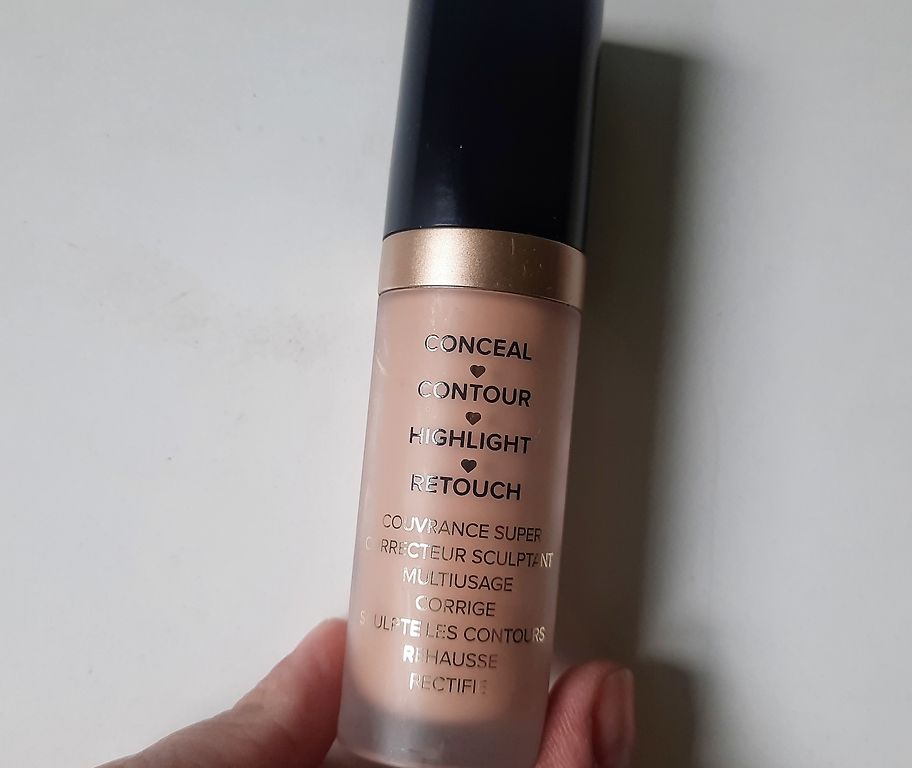 CONCEAL
CONTOUR
HIGHLIGHT
RETOUCH
COUVRANCE SUPER
CORRECTEUR SCULPTANT
MULTIUSAGE
CORRIGE
SCULPTE LES CONTOURS
REHAUSSE
RECTIFIE